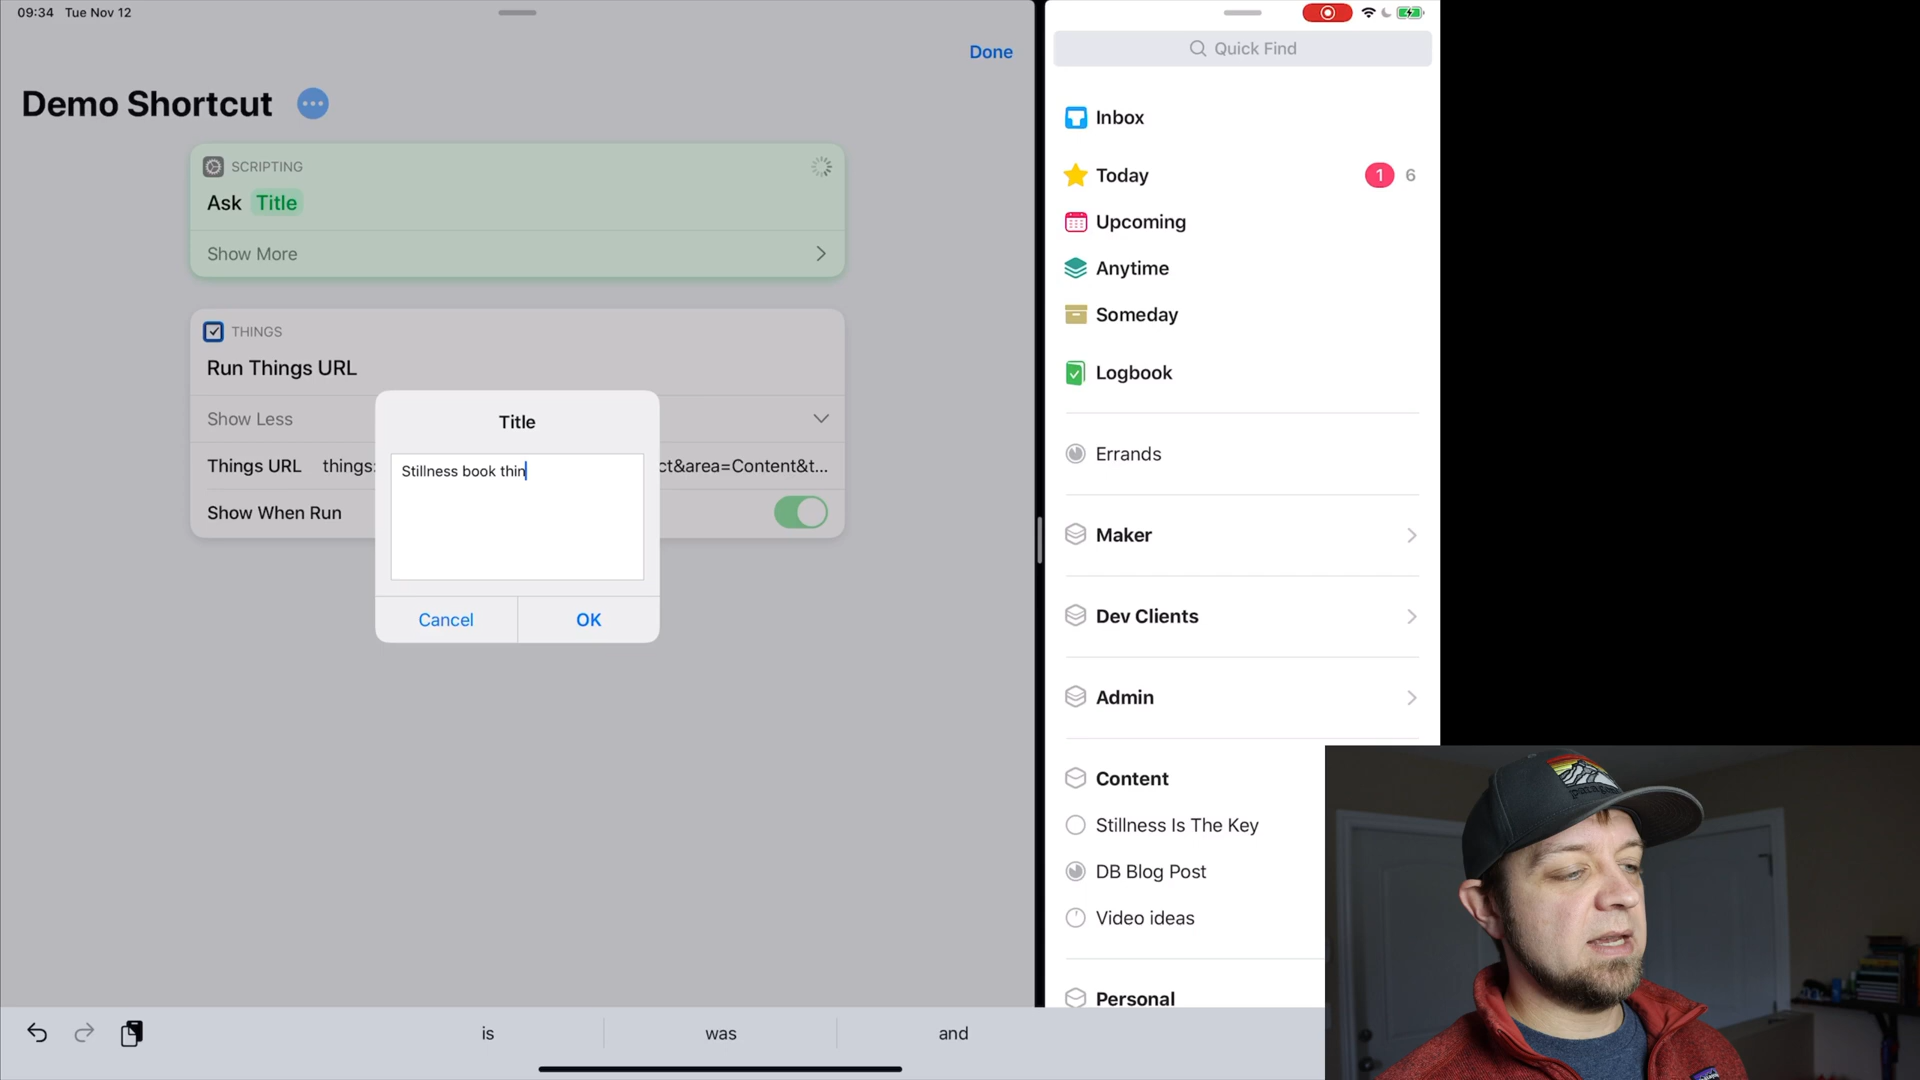 09:34 Tue Nov 12
Done
Demo Shortcut
SCRIPTING
Ask Title
Show More
THINGS
Run Things URL
Show Less
Things URL things: ct&area=Content&t...
Show When Run
Title
Stillness book thin
Cancel OK
is was and
Quick Find
Inbox
Today 1 6
Upcoming
Anytime
Someday
Logbook
Errands
Maker
Dev Clients
Admin
Content
Stillness Is The Key
DB Blog Post
Video ideas
Personal